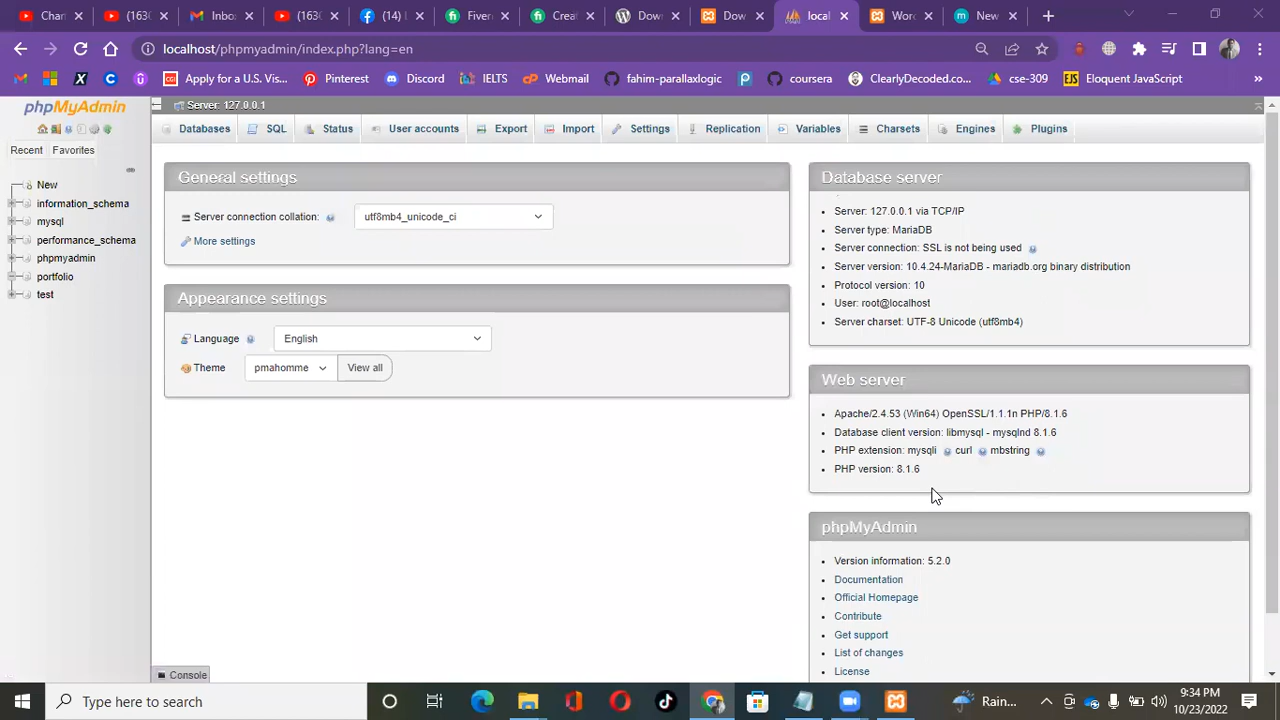 Chan
(163
Inbo
(163
(14) l
Fiver
Crea
Dow
Dow
local
Word
New
localhost/phpmyadmin/index.php?lang=en
Apply for a U.S. Vis...
Pinterest
Discord
IELTS
Webmail
fahim-parallaxlogic
coursera
ClearlyDecoded.co...
cse-309
EJS Eloquent JavaScript
»
phpMyAdmin
Recent Favorites
New
information_schema
mysql
performance_schema
phpmyadmin
portfolio
test
Server: 127.0.0.1
Databases SQL Status User accounts Export Import Settings Replication Variables Charsets Engines Plugins
General settings
Server connection collation: utf8mb4_unicode_ci
More settings
Appearance settings
Language English
Theme pmahomme View all
Database server
Server: 127.0.0.1 via TCP/IP
Server type: MariaDB
Server connection: SSL is not being used
Server version: 10.4.24-MariaDB - mariadb.org binary distribution
Protocol version: 10
User: root@localhost
Server charset: UTF-8 Unicode (utf8mb4)
Web server
Apache/2.4.53 (Win64) OpenSSL/1.1.1n PHP/8.1.6
Database client version: libmysql - mysqlnd 8.1.6
PHP extension: mysqli curl mbstring
PHP version: 8.1.6
phpMyAdmin
Version information: 5.2.0
Documentation
Official Homepage
Contribute
Get support
List of changes
License
Console
Type here to search
Rain...
9:34 PM
10/23/2022